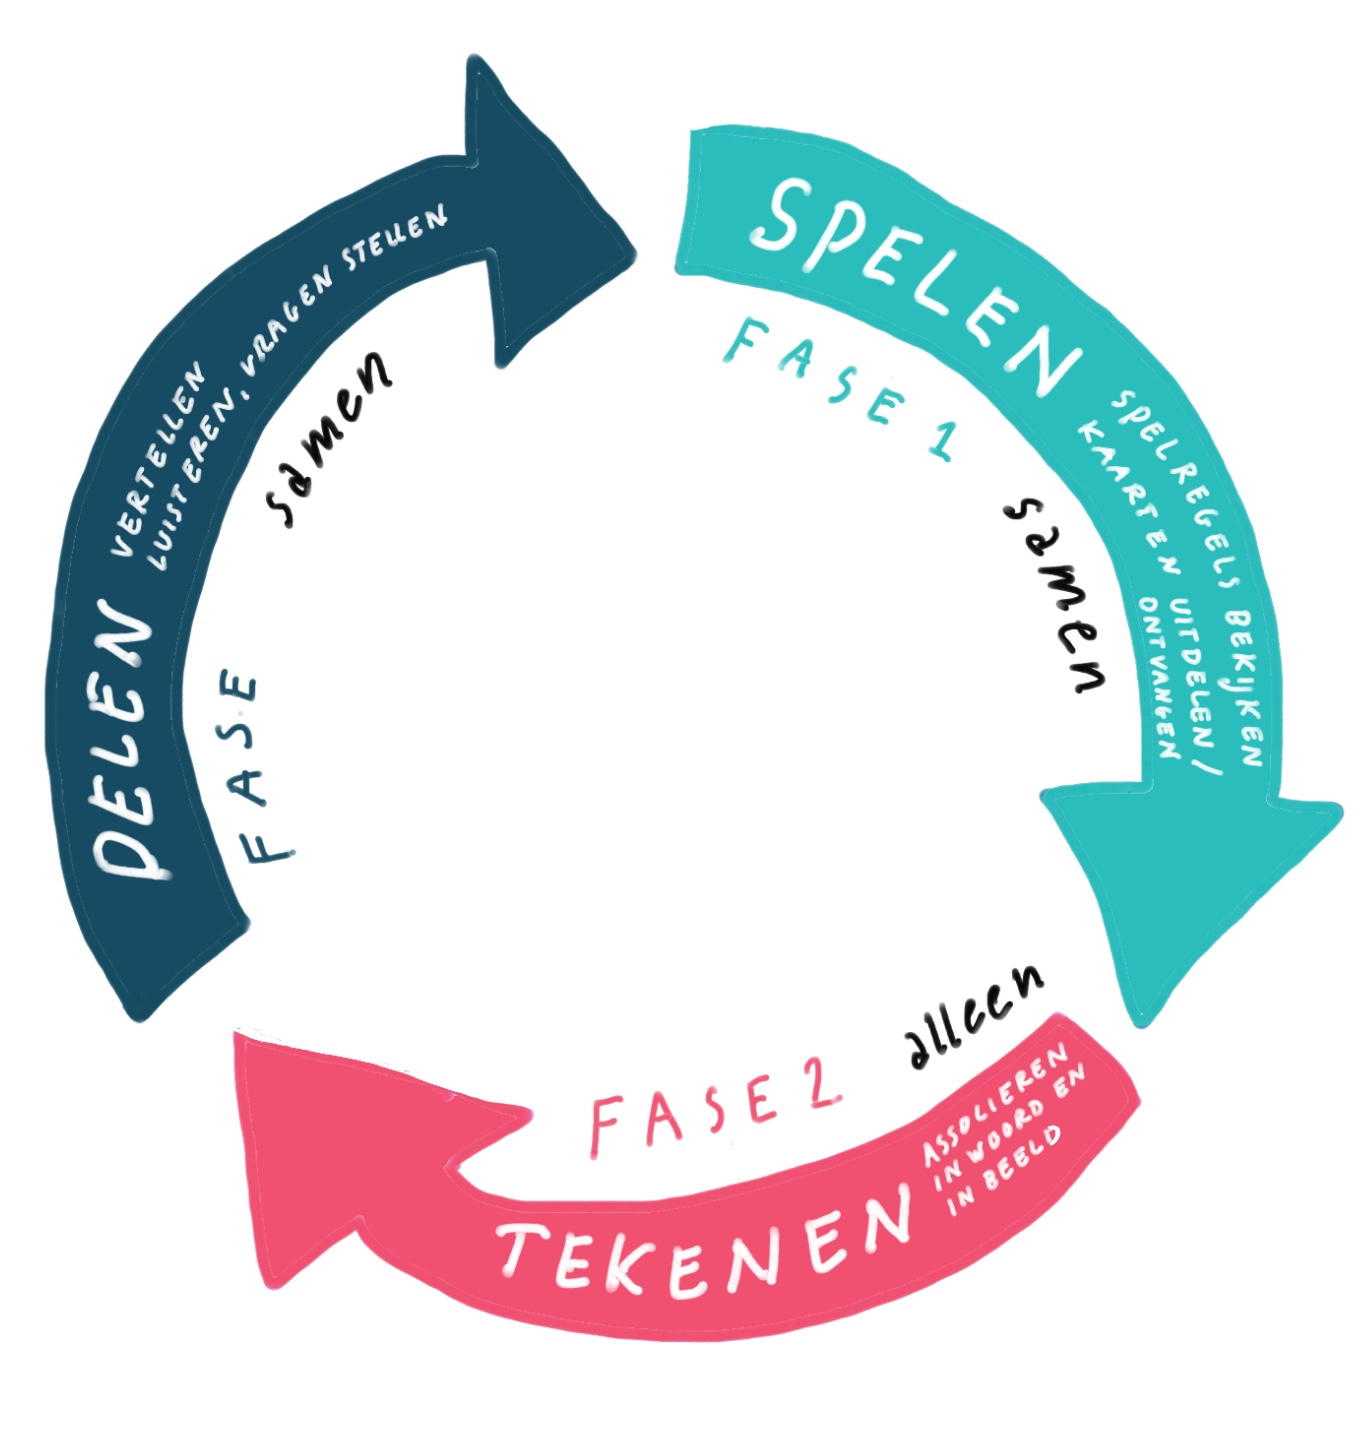 SPELEN
SPELREGELS BEKIJKEN
KAARTEN UITDELEN/
ONTVANGEN
FASE 1
samen
TEKENEN
ASSOCIEREN
IN WOORD EN
IN BEELD
FASE 2
alleen
DELEN
VERTELLEN
LUISTEREN, VRAGEN STELLEN
FASE
samen